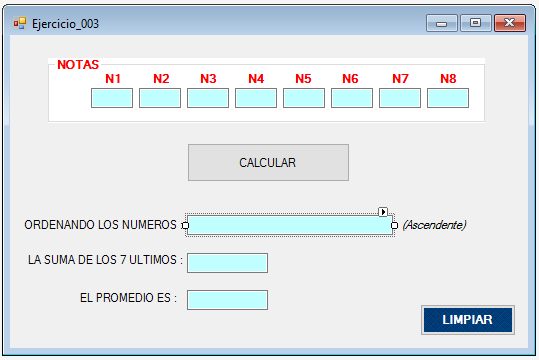 Ejercicio_003
NOTAS
N1 N2 N3 N4 N5 N6 N7 N8
CALCULAR
ORDENANDO LOS NUMEROS : (Ascendente)
LA SUMA DE LOS 7 ULTIMOS :
EL PROMEDIO ES :
LIMPIAR